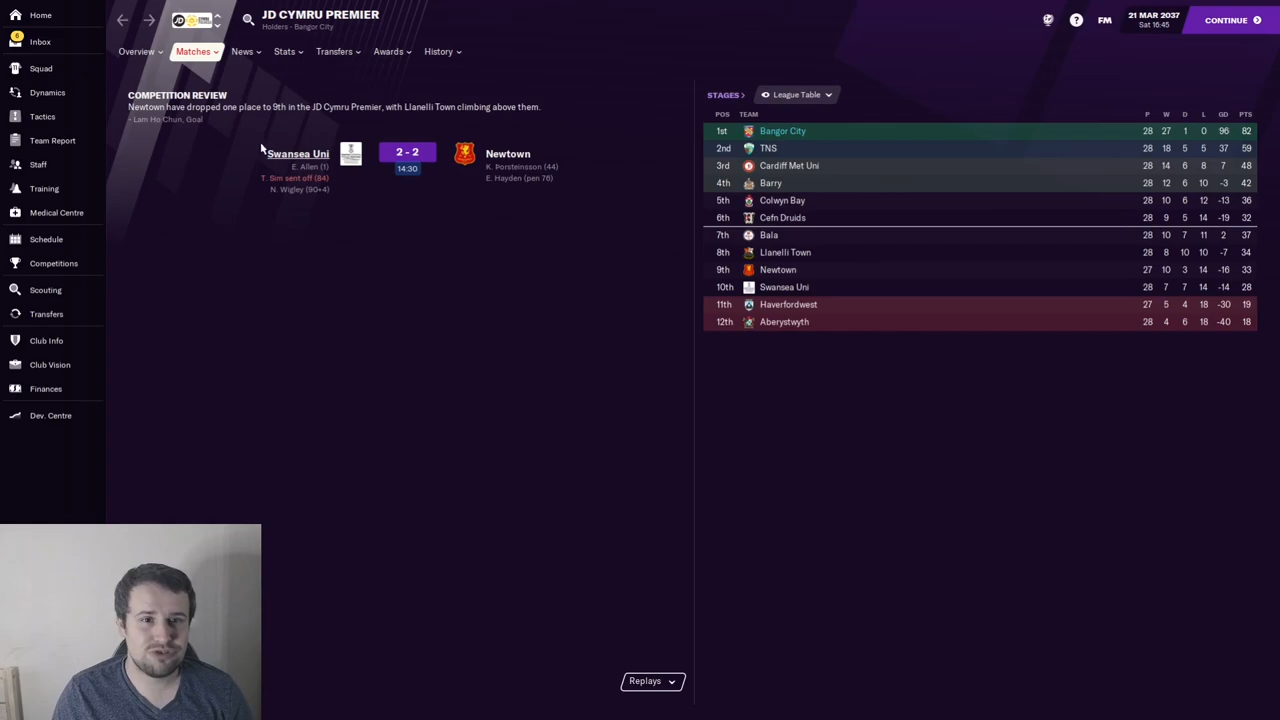 Home
6
Inbox
Squad
Dynamics
Tactics
Team Report
Staff
Training
Medical Centre
Schedule
Competitions
Scouting
Transfers
Club Info
Club Vision
Finances
Dev. Centre
JD
JD CYMRU PREMIER
Holders - Bangor City
?
FM
21 MAR 2037
Sat 16:45
CONTINUE
Overview
Matches
News
Stats
Transfers
Awards
History
COMPETITION REVIEW
Newtown have dropped one place to 9th in the JD Cymru Premier, with Llanelli Town climbing above them.
- Lam Ho Chun, Goal
Swansea Uni 2 - 2 Newtown
E. Allen (1) 14:30 K. Þorsteinsson (44)
T. Sim sent off (84) E. Hayden (pen 76)
N. Wigley (90+4)
Replays
STAGES > League Table
POS TEAM P W D L GD PTS
1st Bangor City 28 27 1 0 96 82
2nd TNS 28 18 5 5 37 59
3rd Cardiff Met Uni 28 14 6 8 7 48
4th Barry 28 12 6 10 -3 42
5th Colwyn Bay 28 10 6 12 -13 36
6th Cefn Druids 28 9 5 14 -19 32
7th Bala 28 10 7 11 2 37
8th Llanelli Town 28 8 10 10 -7 34
9th Newtown 27 10 3 14 -16 33
10th Swansea Uni 28 7 7 14 -14 28
11th Haverfordwest 27 5 4 18 -30 19
12th Aberystwyth 28 4 6 18 -40 18